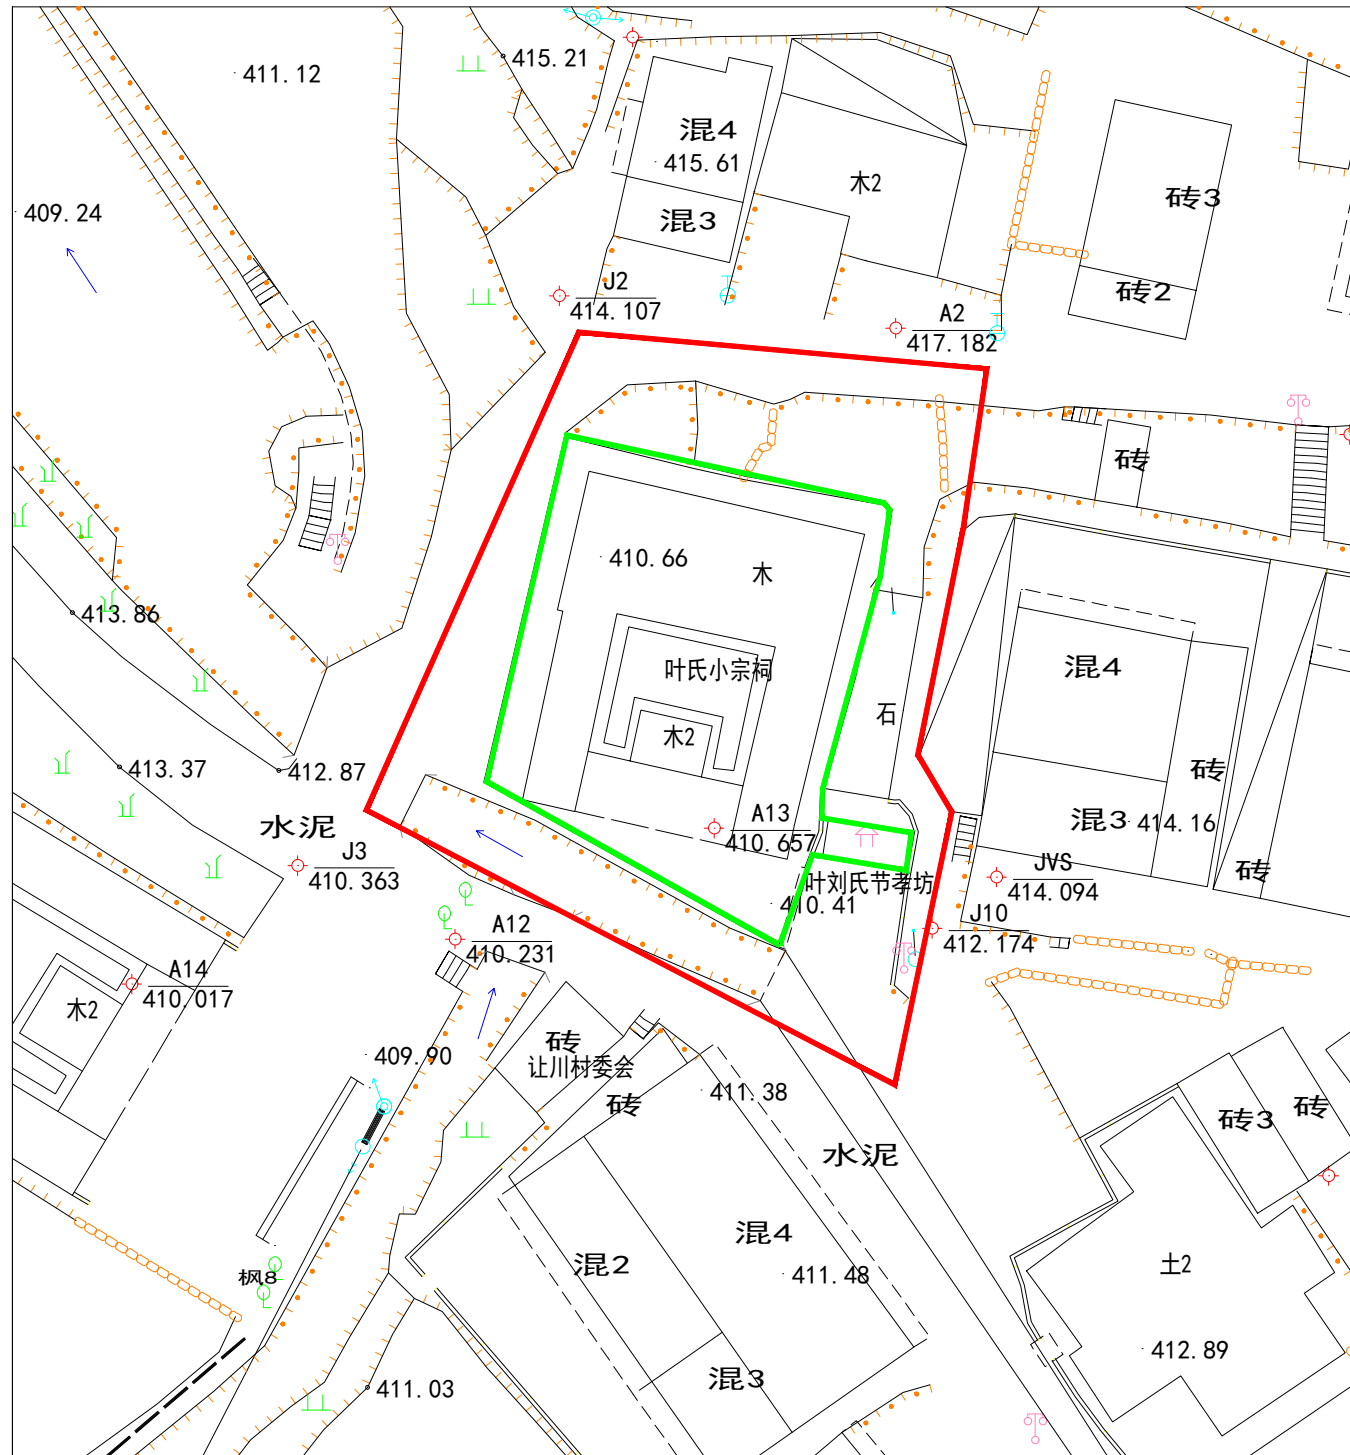 415.21
411.12
混4
415.61
木2
砖3
409.24
混3
J2
414.107
砖2
A2
417.182
砖
410.66
木
413.86
叶氏小宗祠
混4
石
木2
413.37
412.87
砖
水泥
A13
410.657
混3
414.16
J3
410.363
JVS
414.094
砖
叶刘氏节孝坊
410.41
J10
412.174
A12
410.231
A14
410.017
木2
409.90
砖
让川村委会
411.38
砖
砖3
砖
水泥
混4
混2
411.48
土2
枫8
412.89
混3
411.03